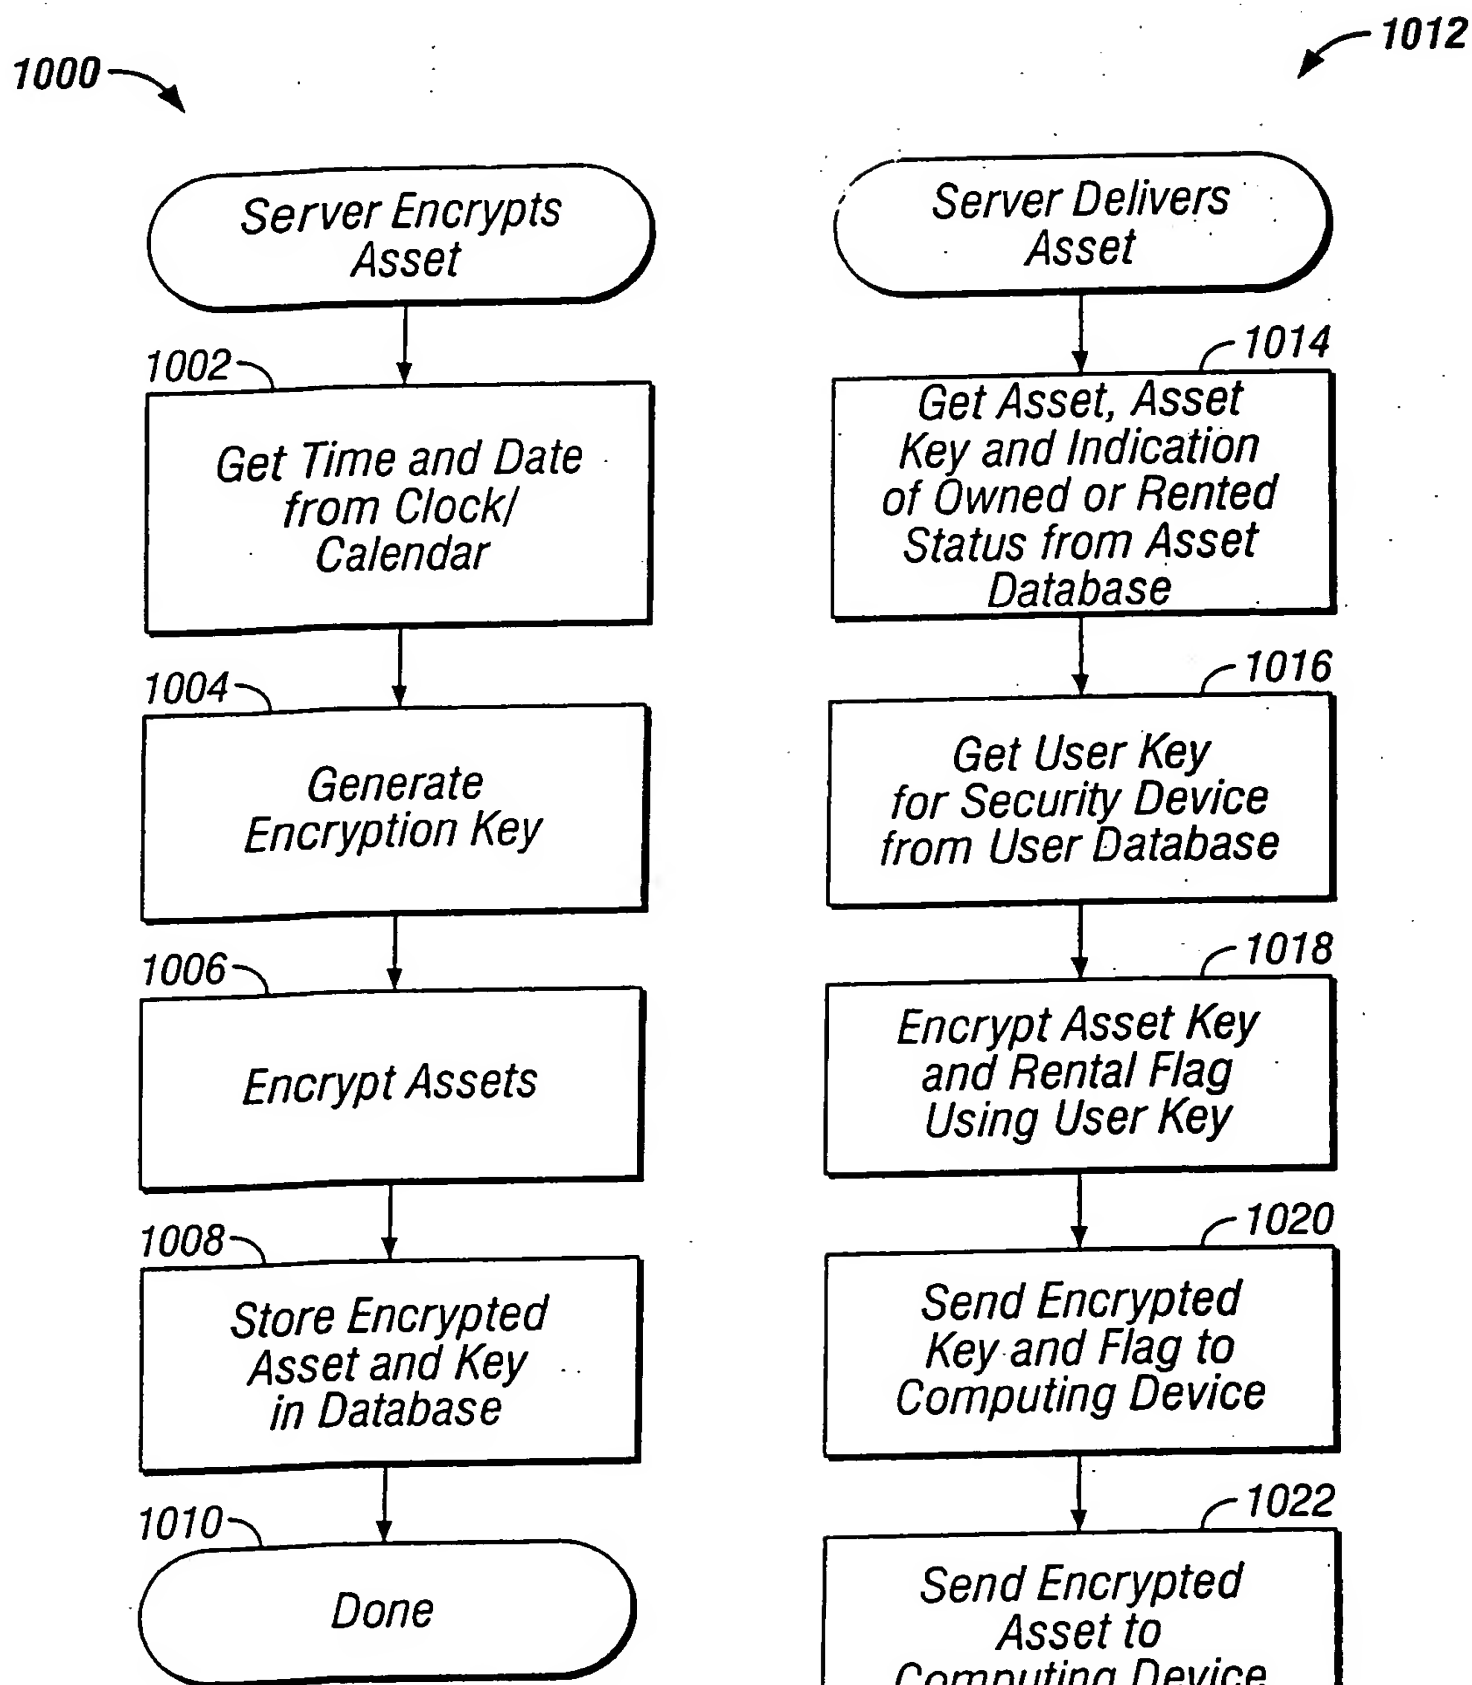 1000
Server Encrypts
Asset
1002
Get Time and Date
from Clock/
Calendar
1004
Generate
Encryption Key
1006
Encrypt Assets
1008
Store Encrypted
Asset and Key
in Database
1010
Done
1012
Server Delivers
Asset
1014
Get Asset, Asset
Key and Indication
of Owned or Rented
Status from Asset
Database
1016
Get User Key
for Security Device
from User Database
1018
Encrypt Asset Key
and Rental Flag
Using User Key
1020
Send Encrypted
Key and Flag to
Computing Device
1022
Send Encrypted
Asset to
Computing Device